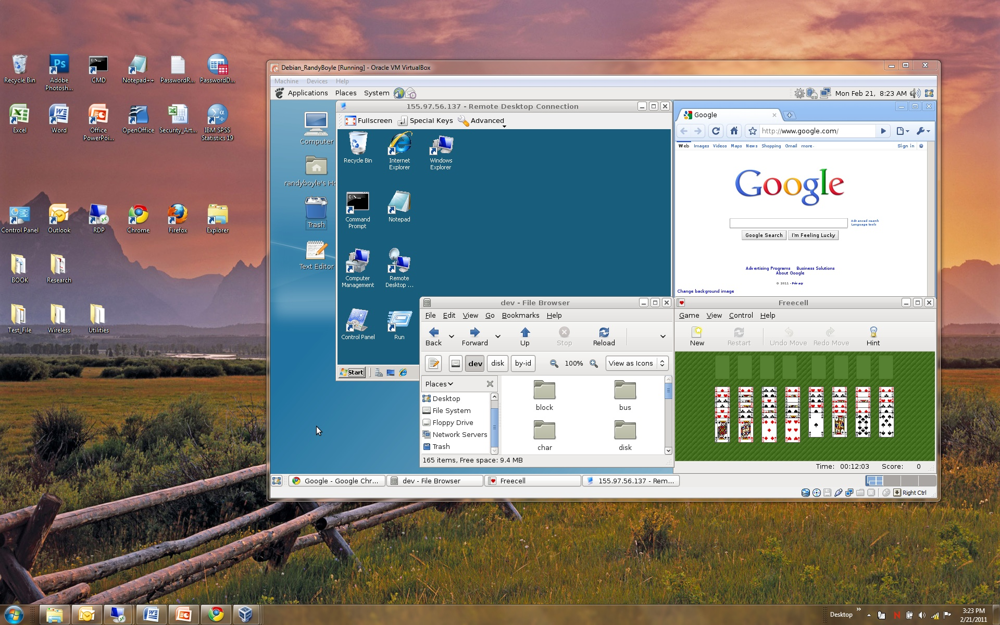 Recycle Bin
Adobe Photosh...
CMD
Notepad++
PasswordR...
PasswordD...
Excel
Word
Office PowerPoi...
OpenOffice
Security_Art...
IBM SPSS Statistics 19
Control Panel
Outlook
RDP
Chrome
Firefox
Explorer
BOOK
Research
Test_File
Wireless
Utilities
Debian_RandyBoyle [Running] - Oracle VM VirtualBox
Machine Devices Help
Applications Places System
Mon Feb 21, 8:23 AM
Computer
randyboyle's Ho
Trash
Text Editor
155.97.56.137 - Remote Desktop Connection
Fullscreen Special Keys Advanced
Recycle Bin
Internet Explorer
Windows Explorer
Command Prompt
Notepad
Computer Management
Remote Desktop ...
Control Panel
Run
Start
Google
http://www.google.com/
Web Images Videos Maps News Shopping Gmail more
Sign in
Google
Advanced search
Language tools
Google Search I'm Feeling Lucky
Advertising Programs Business Solutions
About Google
© 2011 - Privacy
Change background image
dev - File Browser
File Edit View Go Bookmarks Help
Back Forward Up Stop Reload
dev disk by-id 100% View as Icons
Places
Desktop
File System
Floppy Drive
Network Servers
Trash
block
bus
char
disk
165 items, Free space: 9.4 MB
Freecell
Game View Control Help
New Restart Undo Move Redo Move Hint
Time: 00:12:03 Score: 0
Google - Google Chr...
dev - File Browser
Freecell
155.97.56.137 - Rem...
Right Ctrl
Desktop
3:23 PM
2/21/2011